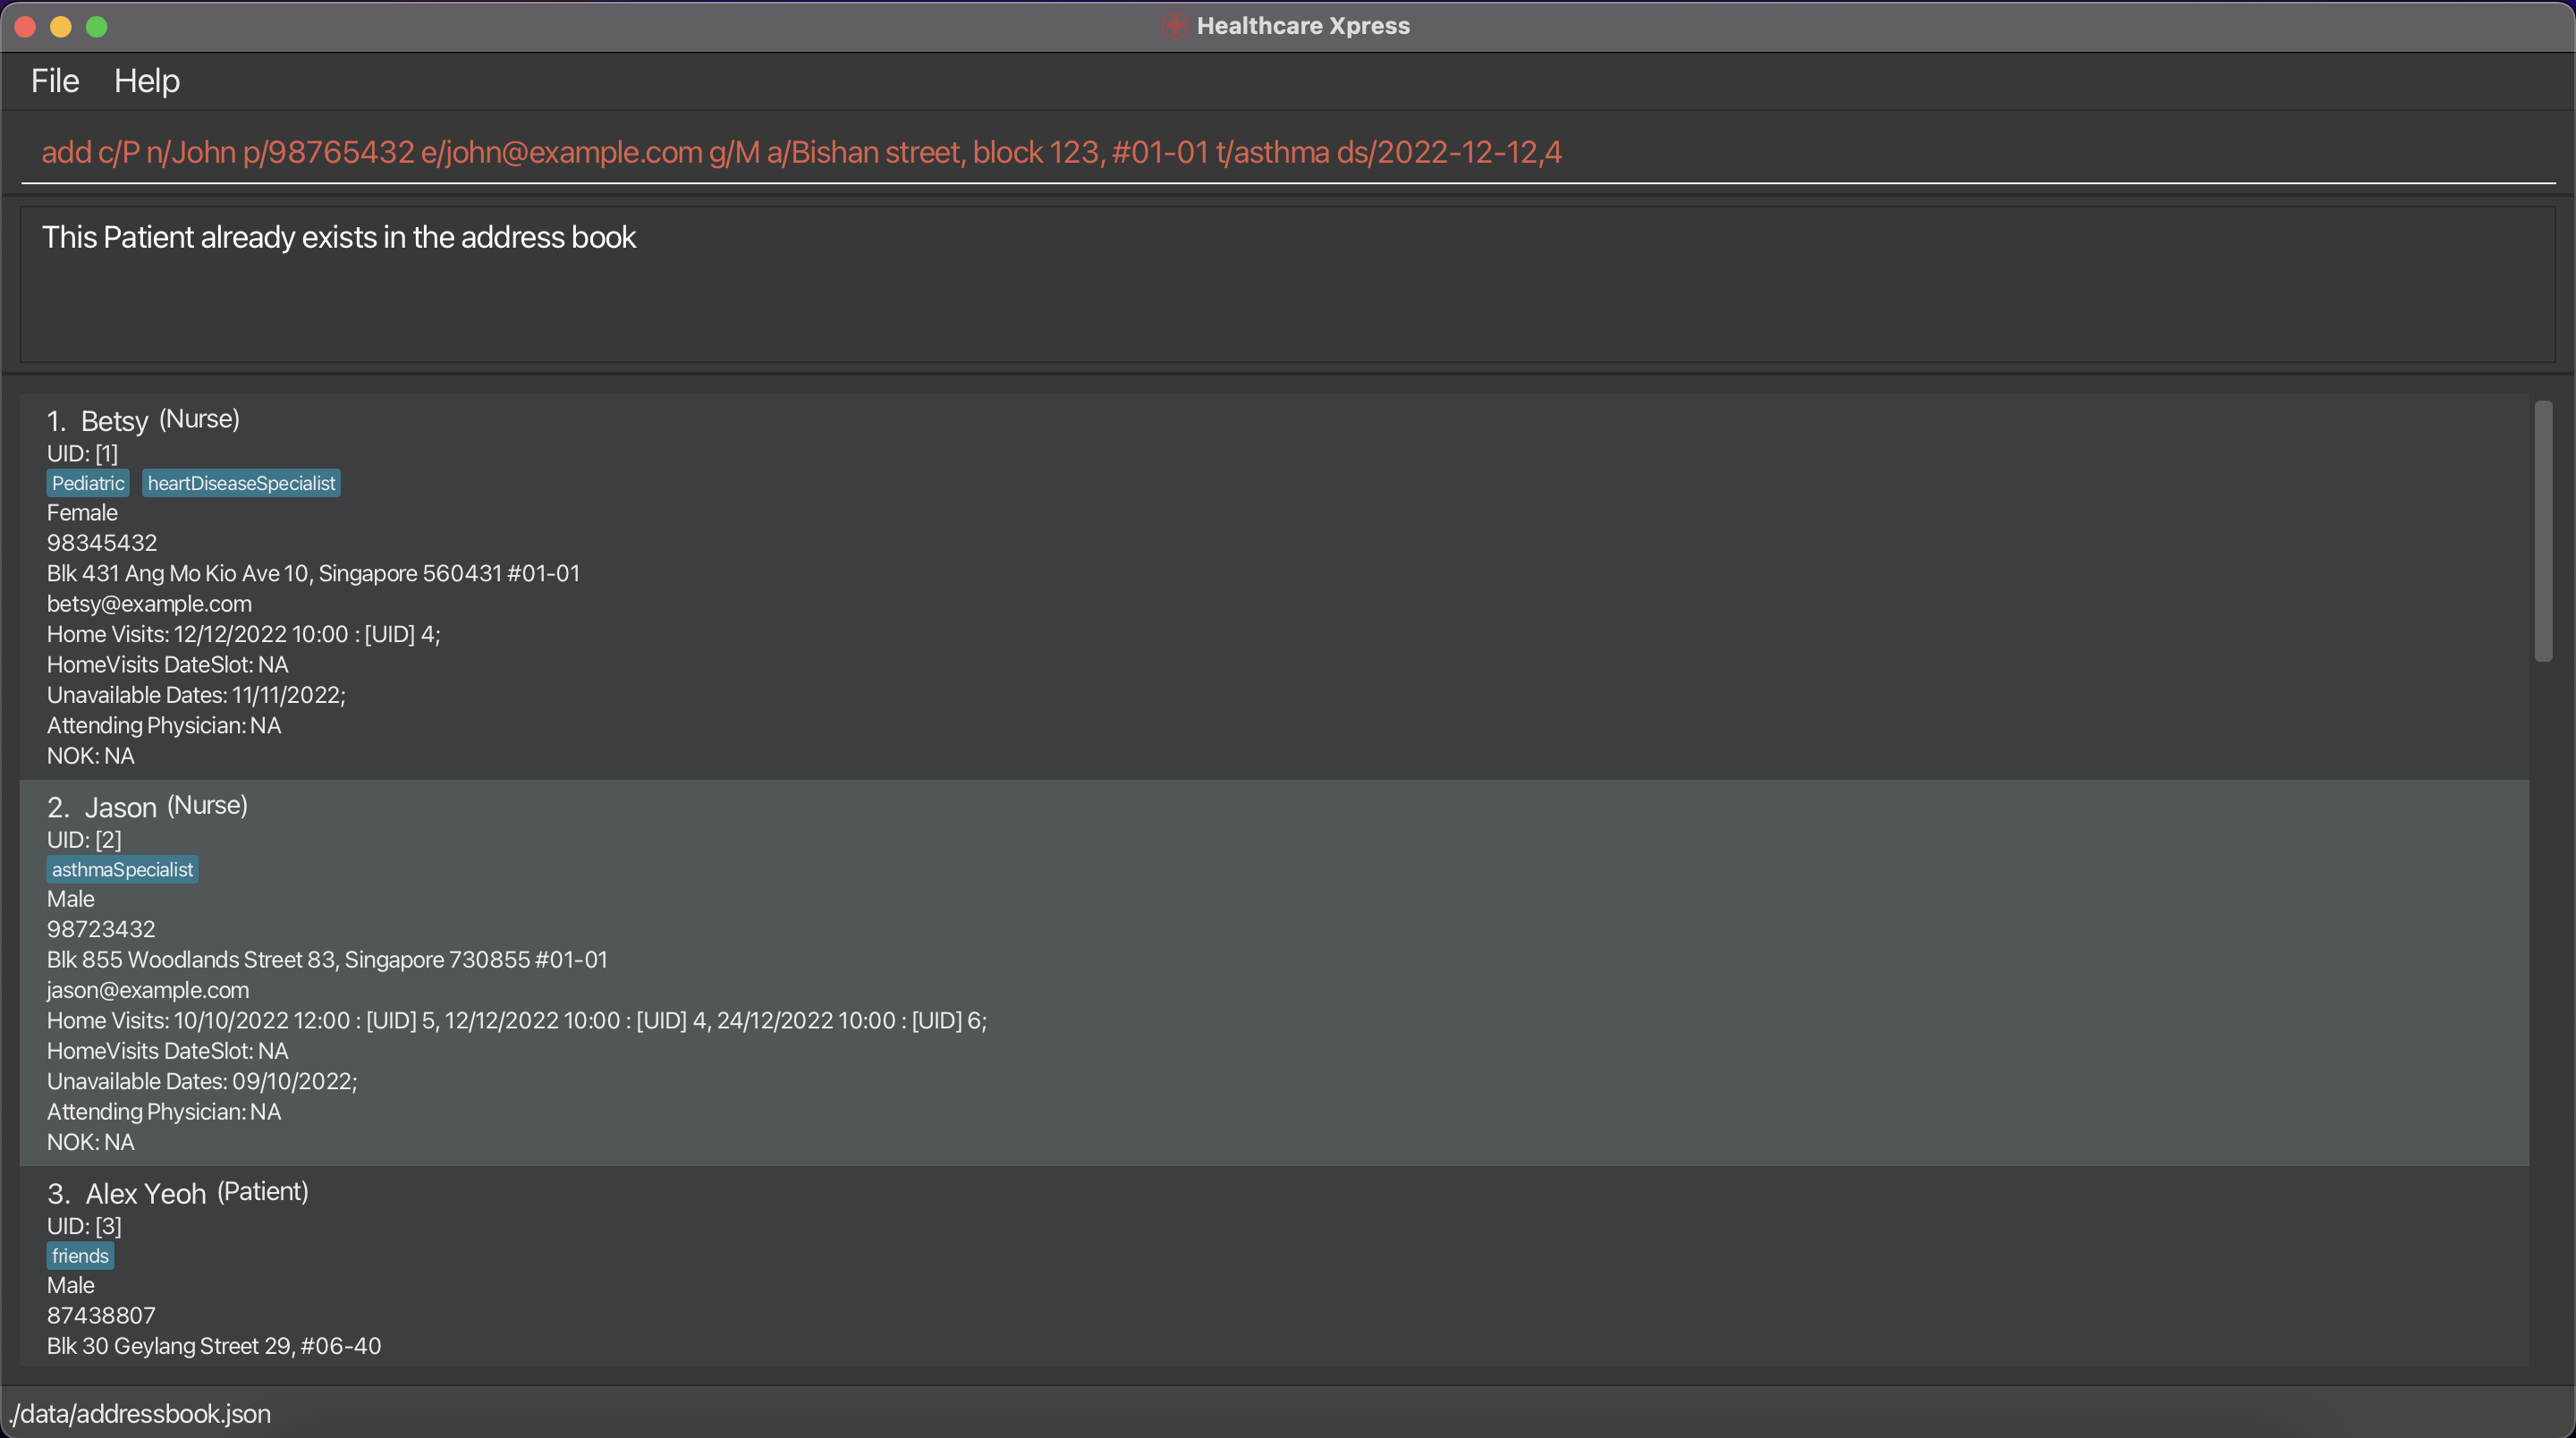 Healthcare Xpress
File Help
add c/P n/John p/98765432 e/john@example.com g/M a/Bishan street, block 123, #01-01 t/asthma ds/2022-12-12,4
This Patient already exists in the address book
1. Betsy (Nurse)
UID: [1]
Pediatric heartDiseaseSpecialist
Female
98345432
Blk 431 Ang Mo Kio Ave 10, Singapore 560431 #01-01
betsy@example.com
Home Visits: 12/12/2022 10:00 : [UID] 4;
HomeVisits DateSlot: NA
Unavailable Dates: 11/11/2022;
Attending Physician: NA
NOK: NA
2. Jason (Nurse)
UID: [2]
asthmaSpecialist
Male
98723432
Blk 855 Woodlands Street 83, Singapore 730855 #01-01
jason@example.com
Home Visits: 10/10/2022 12:00 : [UID] 5, 12/12/2022 10:00 : [UID] 4, 24/12/2022 10:00 : [UID] 6;
HomeVisits DateSlot: NA
Unavailable Dates: 09/10/2022;
Attending Physician: NA
NOK: NA
3. Alex Yeoh (Patient)
UID: [3]
friends
Male
87438807
Blk 30 Geylang Street 29, #06-40
./data/addressbook.json